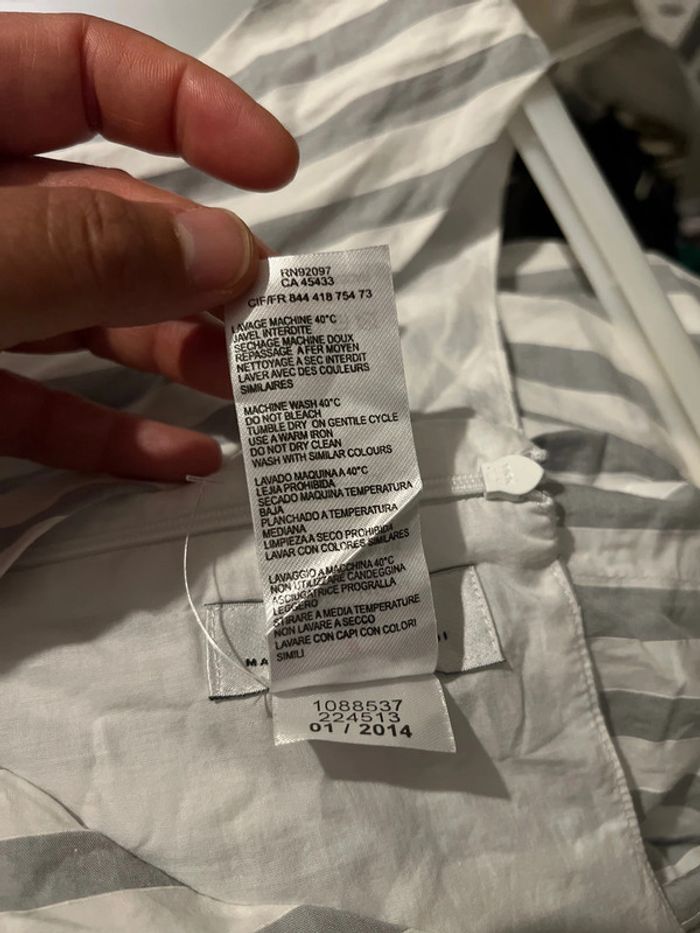 RN92097
CA 45433
CIF/FR 844 418 754 73
LAVAGE MACHINE 40°C
JAVEL INTERDITE
SECHAGE MACHINE DOUX
REPASSAGE A FER MOYEN
NETTOYAGE A SEC INTERDIT
LAVER AVEC DES COULEURS
SIMILAIRES
MACHINE WASH 40°C
DO NOT BLEACH
TUMBLE DRY ON GENTILE CYCLE
USE A WARM IRON
DO NOT DRY CLEAN
WASH WITH SIMILAR COLOURS
LAVADO MAQUINA A 40°C
LEJIA PROHIBIDA
SECADO MAQUINA TEMPERATURA
BAJA
PLANCHADO A TEMPERATURA
MEDIANA
LIMPIEZA A SECO PROHIBIDA
LAVAR CON COLORES SIMILARES
LAVAGGIO A MACCHINA 40°C
NON UTILIZZARE CANDEGGINA
ASCIUGATRICE PROGRALLA
LEGGERO
STIRARE A MEDIA TEMPERATURE
NON LAVARE A SECCO
LAVARE CON CAPI CON COLORI
SIMILI
MA
1088537
224513
01 / 2014